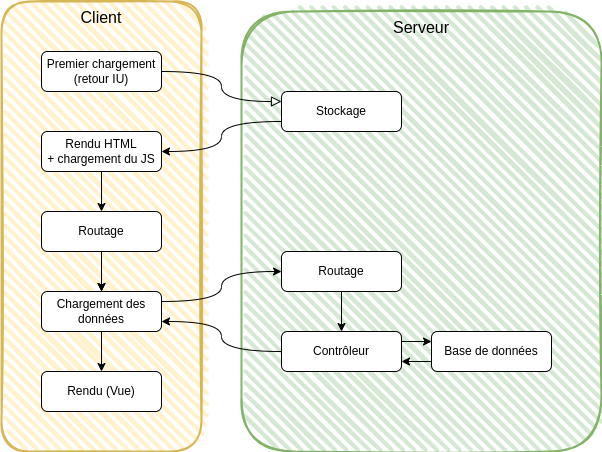 Client
Premier chargement
(retour IU)
Rendu HTML
+ chargement du JS
Routage
Chargement des
données
Rendu (Vue)
Serveur
Stockage
Routage
Contrôleur
Base de données